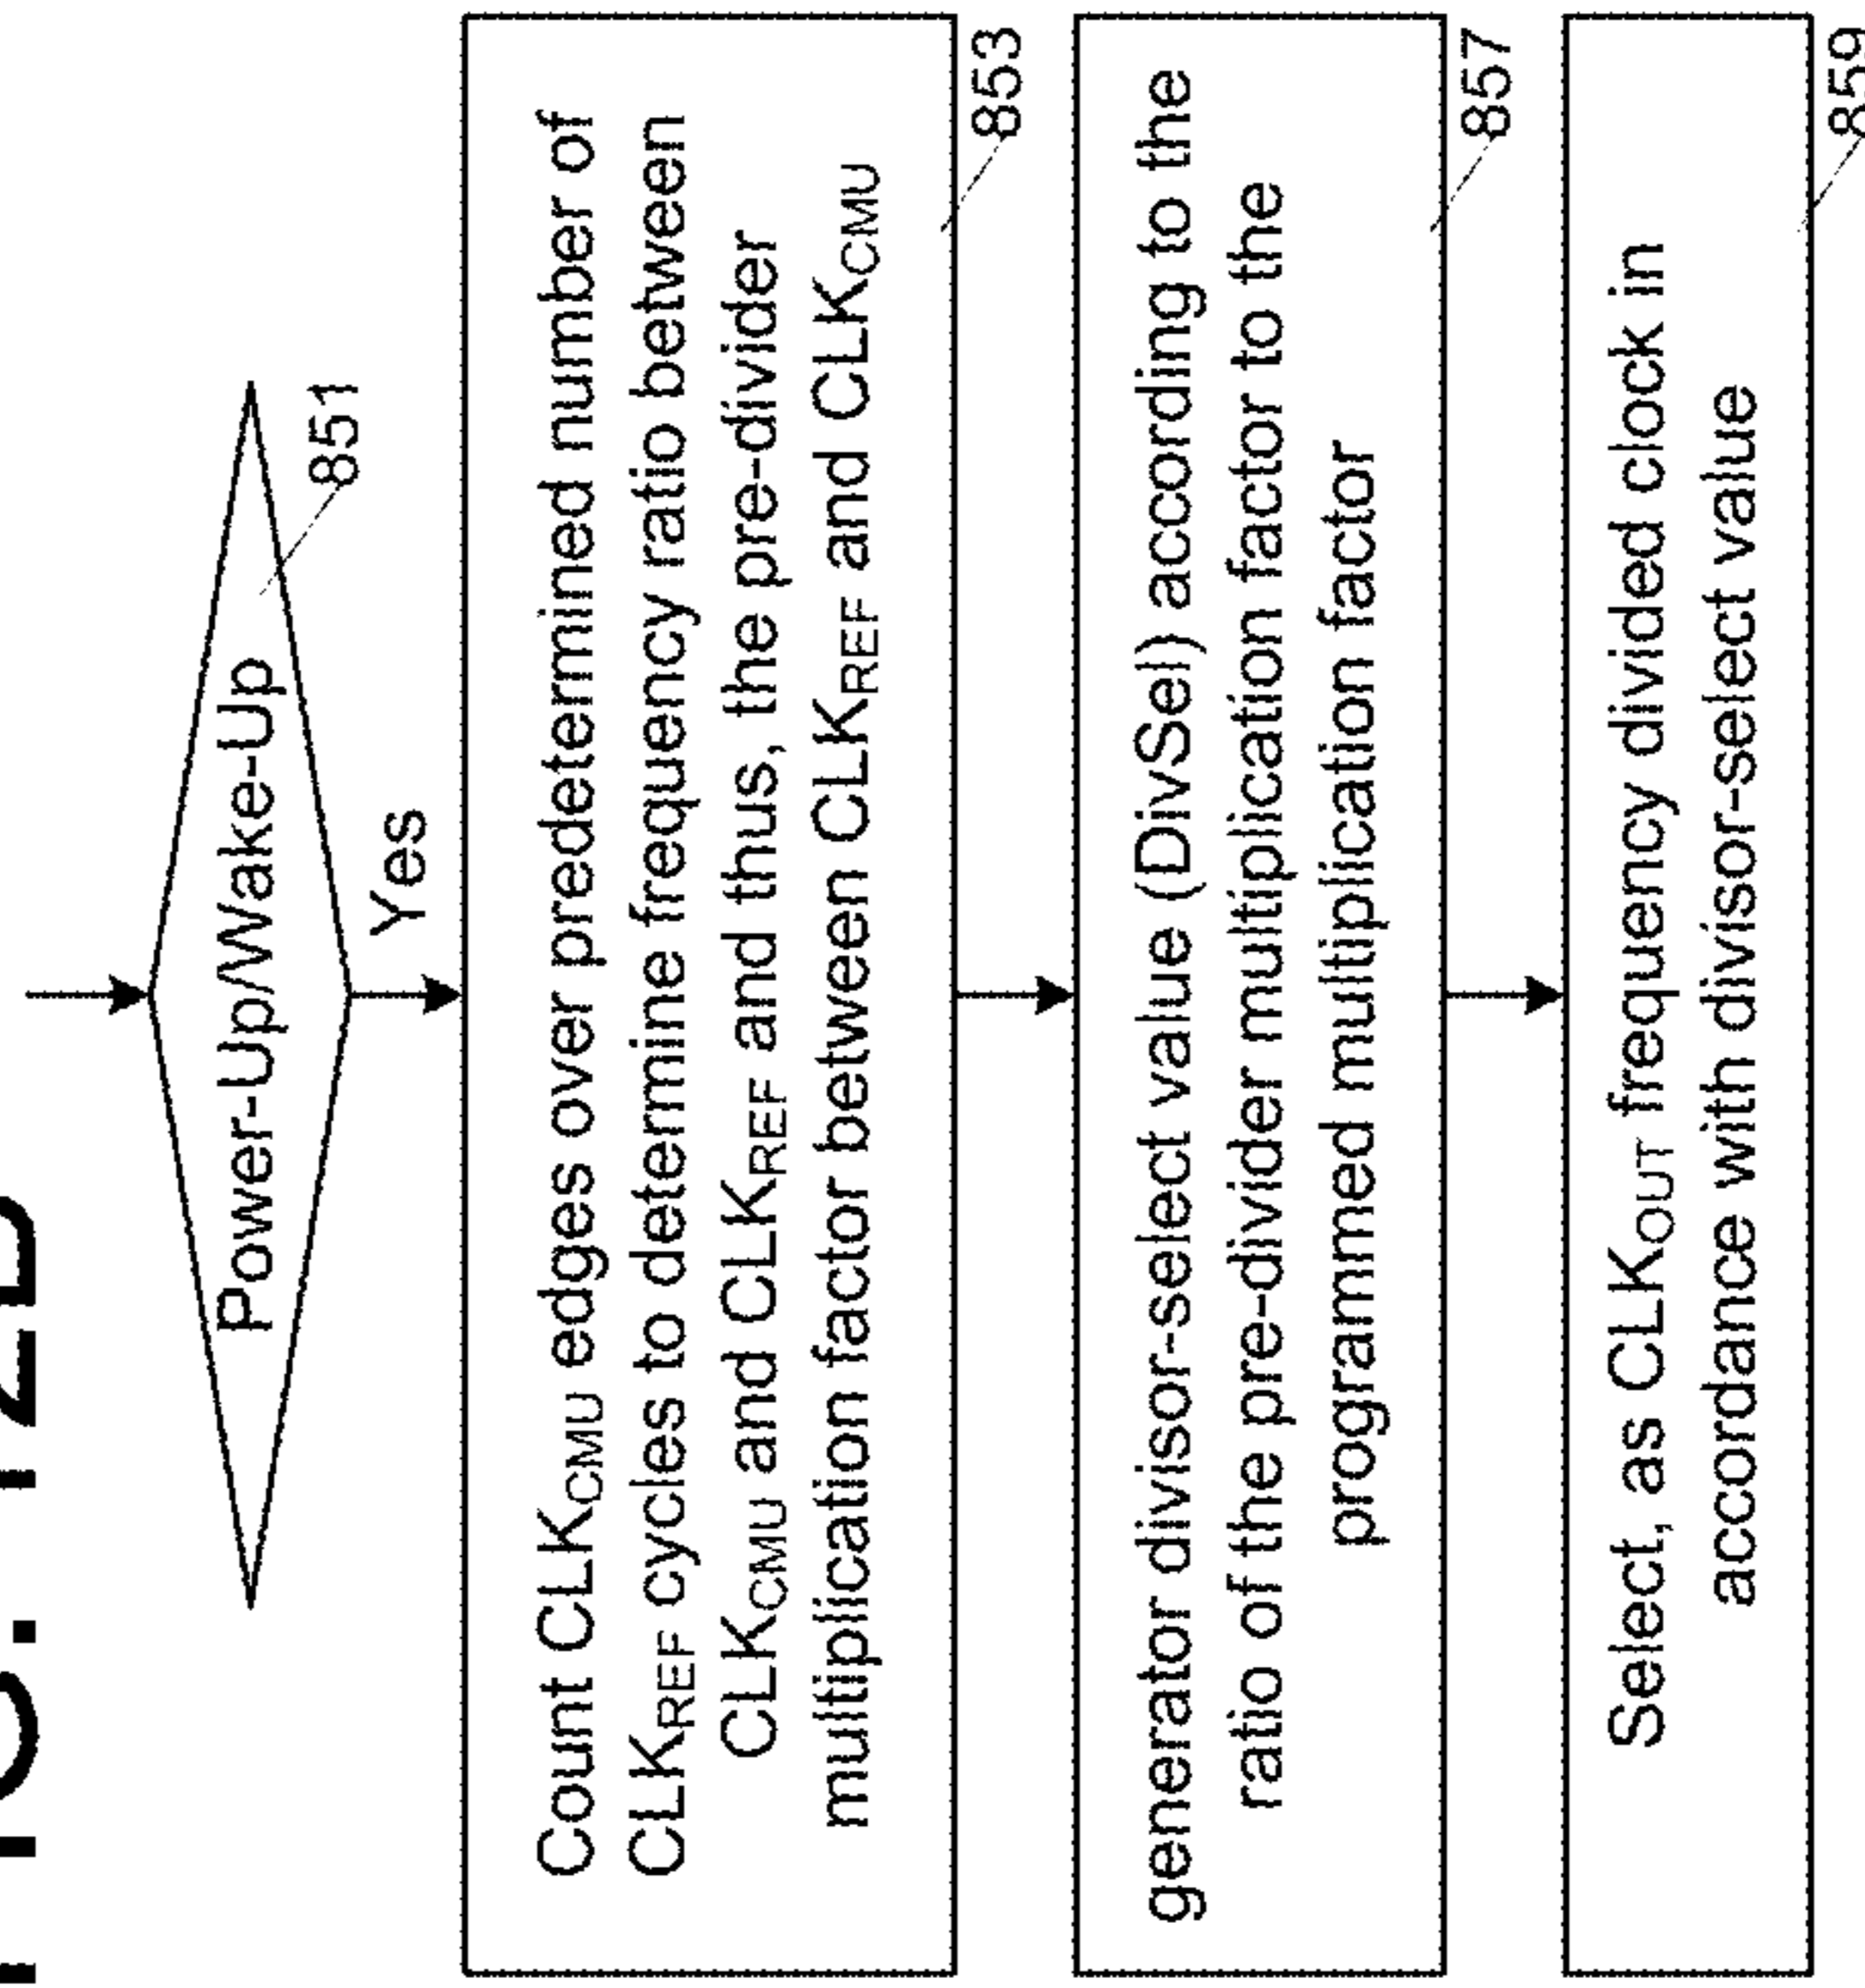 FIG. 12B
Power-Up/Wake-Up
851
Yes
Count CLKCMU edges over predetermined number of
CLKREF cycles to determine frequency ratio between
CLKCMU and CLKREF and thus, the pre-divider
multiplication factor between CLKREF and CLKCMU
853
generator divisor-select value (DivSel) according to the
ratio of the pre-divider multiplication factor to the
programmed multiplication factor
857
Select, as CLKOUT frequency divided clock in
accordance with divisor-select value
859